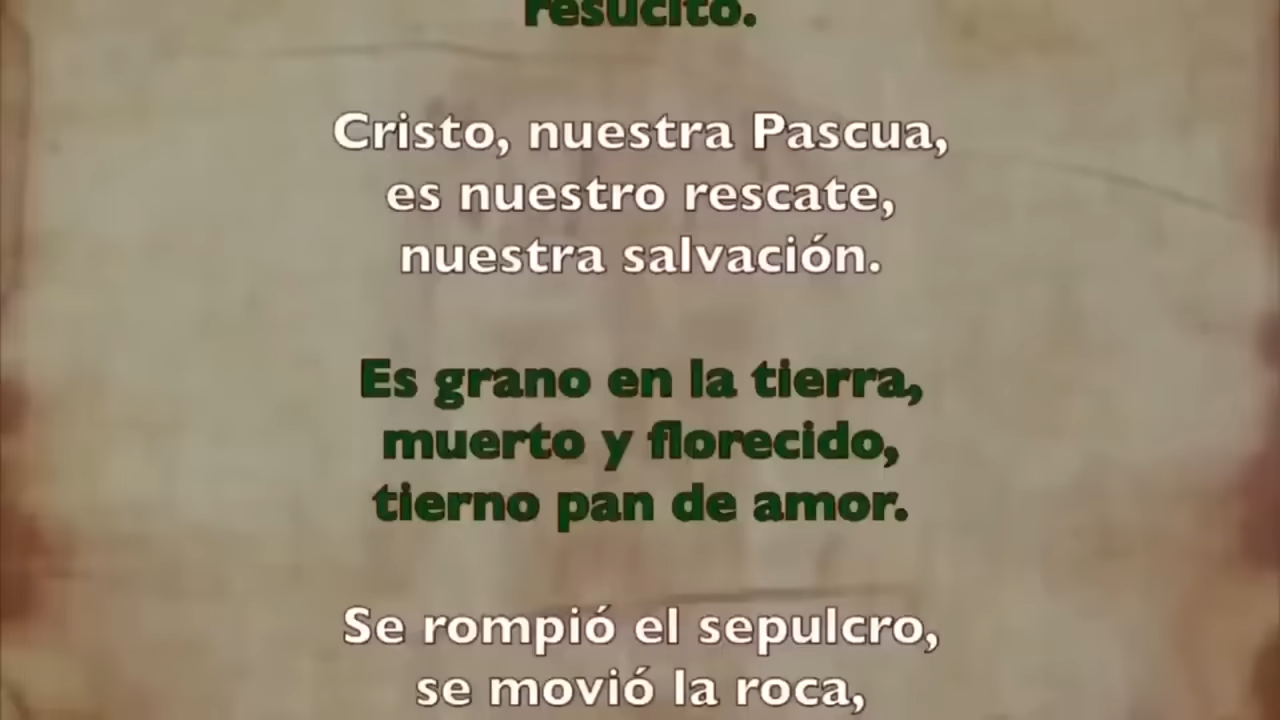 resucitó.
Cristo, nuestra Pascua,
es nuestro rescate,
nuestra salvación.
Es grano en la tierra,
muerto y florecido,
tierno pan de amor.
Se rompió el sepulcro,
se movió la roca,